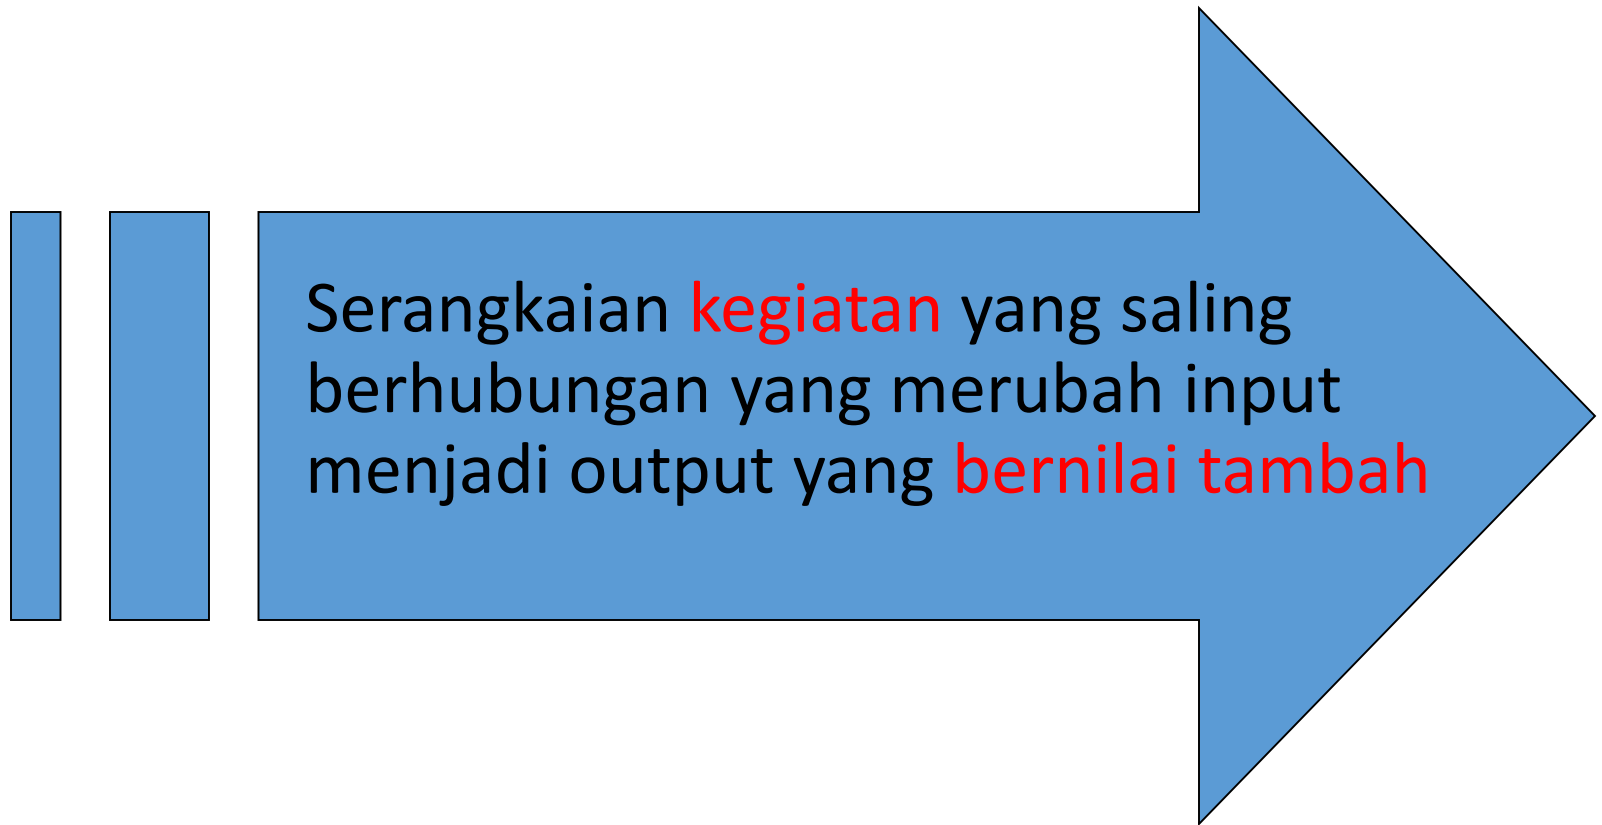 Serangkaian kegiatan yang saling
berhubungan yang merubah input
menjadi output yang bernilai tambah